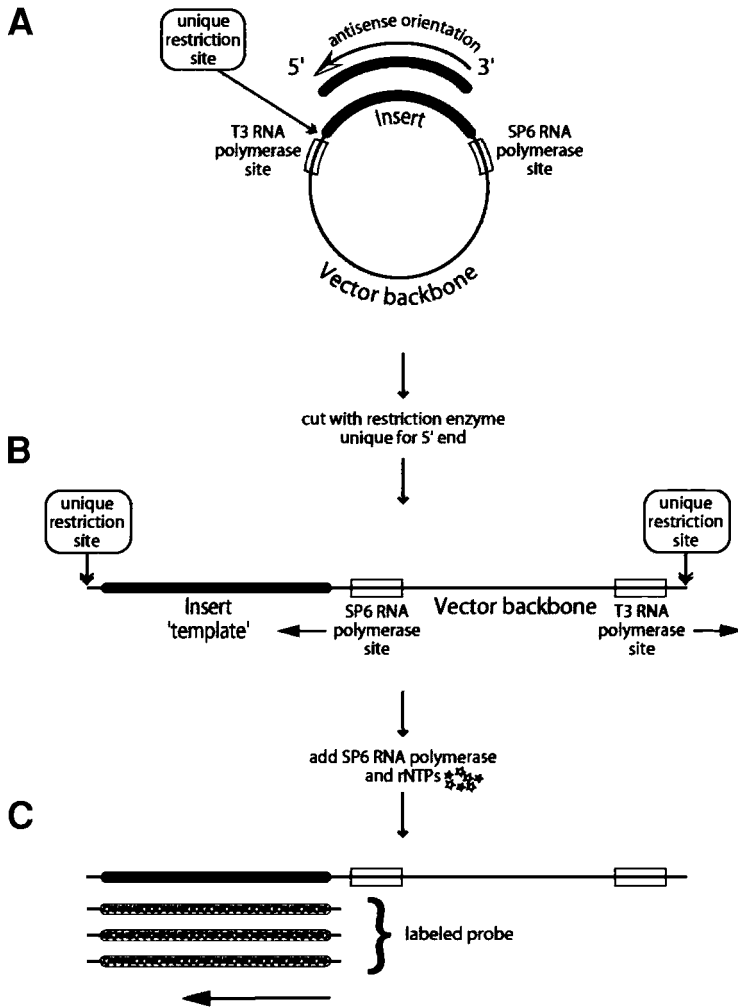 A
unique
restriction
site
antisense orientation
5'
3'
Insert
T3 RNA
polymerase
site
SP6 RNA
polymerase
site
Vector backbone
cut with restriction enzyme
unique for 5' end
B
unique
restriction
site
unique
restriction
site
Insert
'template'
SP6 RNA
polymerase
site
Vector backbone
T3 RNA
polymerase
site
add SP6 RNA polymerase
and rNTPs
C
labeled probe